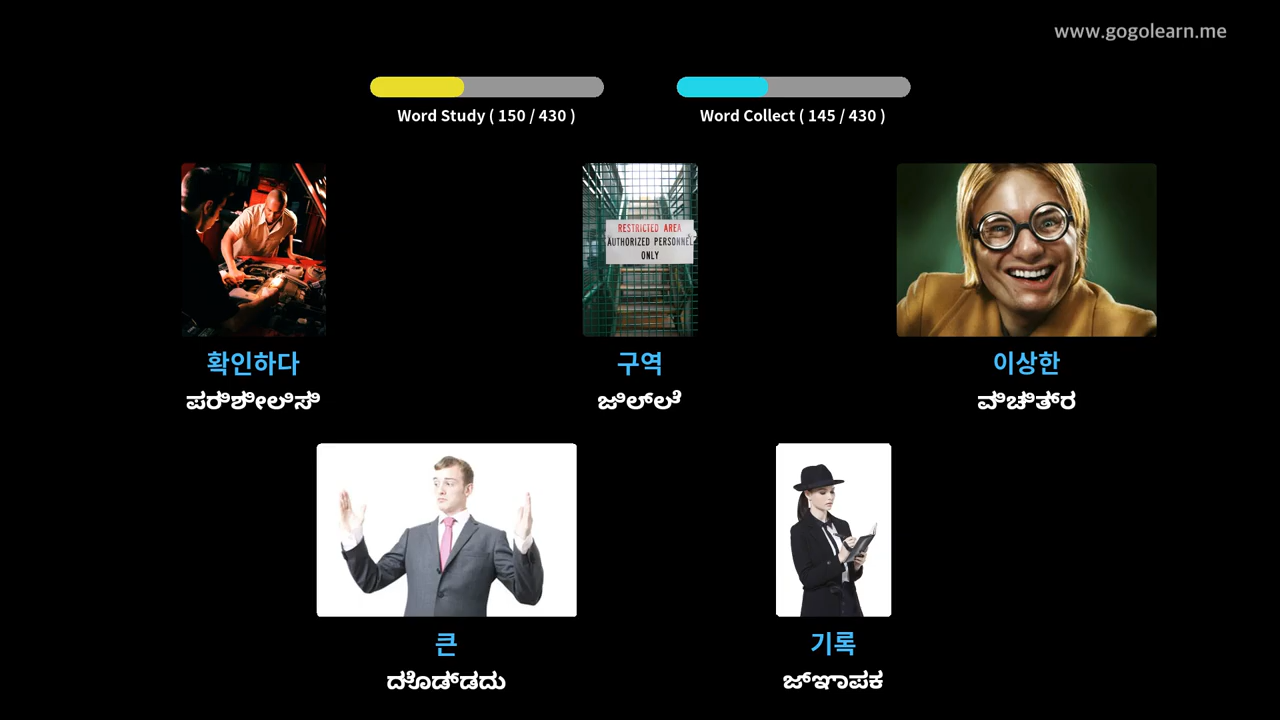 www.gogolearn.me
Word Study ( 150 / 430 )
Word Collect ( 145 / 430 )
RESTRICTED AREA
AUTHORIZED PERSONNEL
ONLY
확인하다
구역
이상한
ಪರಿಶೀಲಿಸಿ
ಜಿಲ್ಲೆ
ವಿಚಿತ್ರ
큰
기록
ದೊಡ್ಡದು
ಜ್ಞಾಪಕ